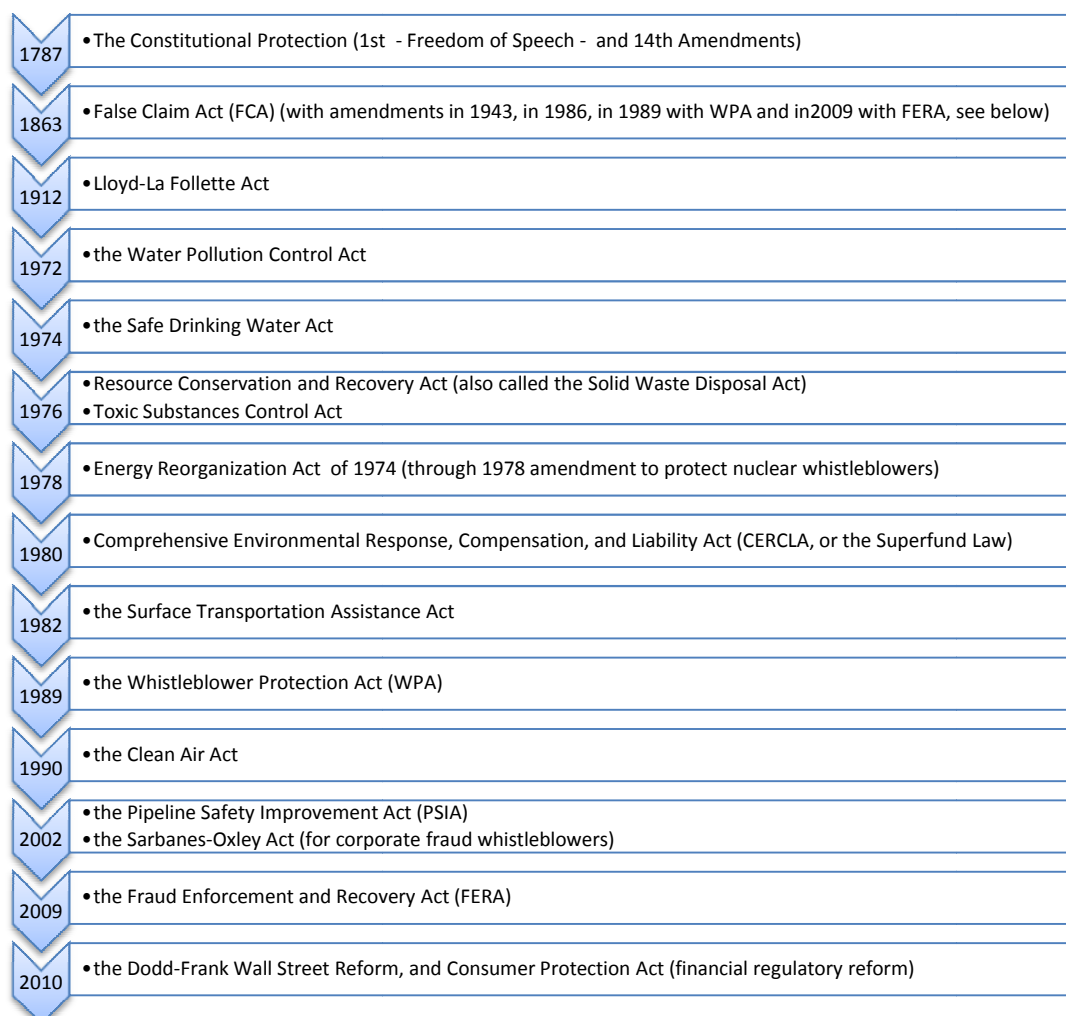 1787
•The Constitutional Protection (1st - Freedom of Speech - and 14th Amendments)
1863
•False Claim Act (FCA) (with amendments in 1943, in 1986, in 1989 with WPA and in2009 with FERA, see below)
1912
•Lloyd-La Follette Act
1972
•the Water Pollution Control Act
1974
•the Safe Drinking Water Act
1976
•Resource Conservation and Recovery Act (also called the Solid Waste Disposal Act)
•Toxic Substances Control Act
1978
•Energy Reorganization Act of 1974 (through 1978 amendment to protect nuclear whistleblowers)
1980
•Comprehensive Environmental Response, Compensation, and Liability Act (CERCLA, or the Superfund Law)
1982
•the Surface Transportation Assistance Act
1989
•the Whistleblower Protection Act (WPA)
1990
•the Clean Air Act
2002
•the Pipeline Safety Improvement Act (PSIA)
•the Sarbanes-Oxley Act (for corporate fraud whistleblowers)
2009
•the Fraud Enforcement and Recovery Act (FERA)
2010
•the Dodd-Frank Wall Street Reform, and Consumer Protection Act (financial regulatory reform)